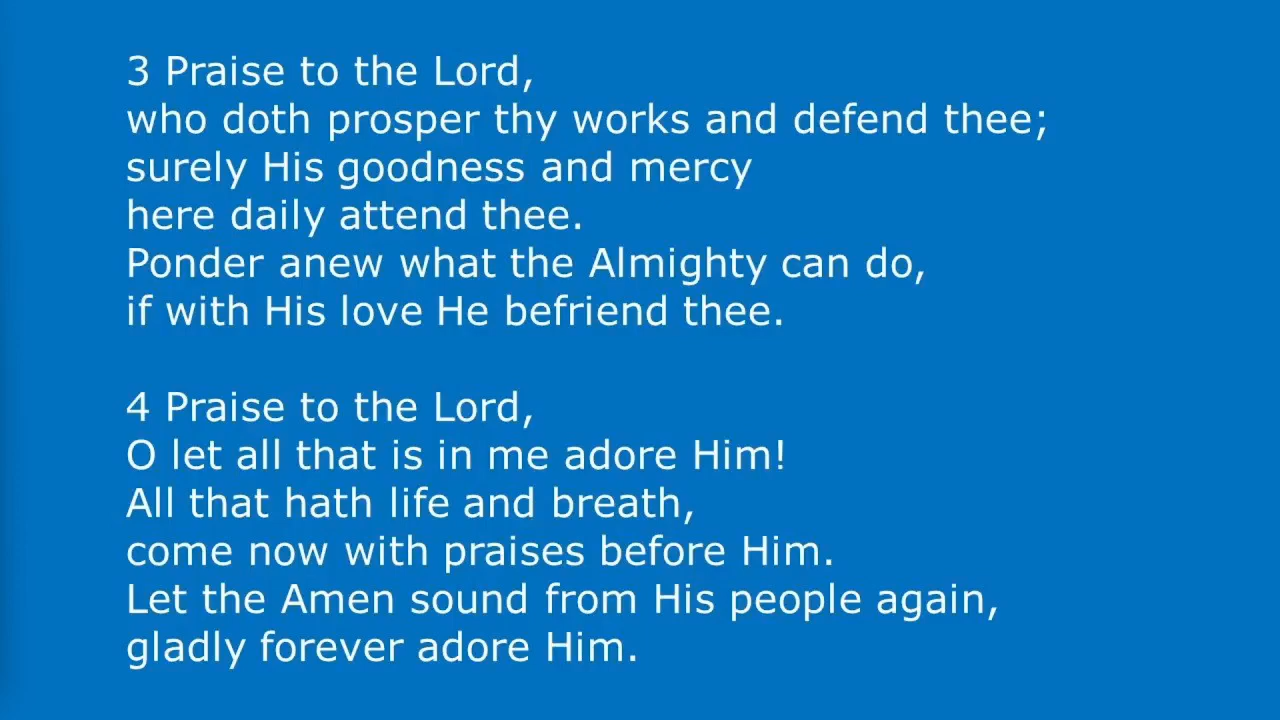 3 Praise to the Lord,
who doth prosper thy works and defend thee;
surely His goodness and mercy
here daily attend thee.
Ponder anew what the Almighty can do,
if with His love He befriend thee.
4 Praise to the Lord,
O let all that is in me adore Him!
All that hath life and breath,
come now with praises before Him.
Let the Amen sound from His people again,
gladly forever adore Him.